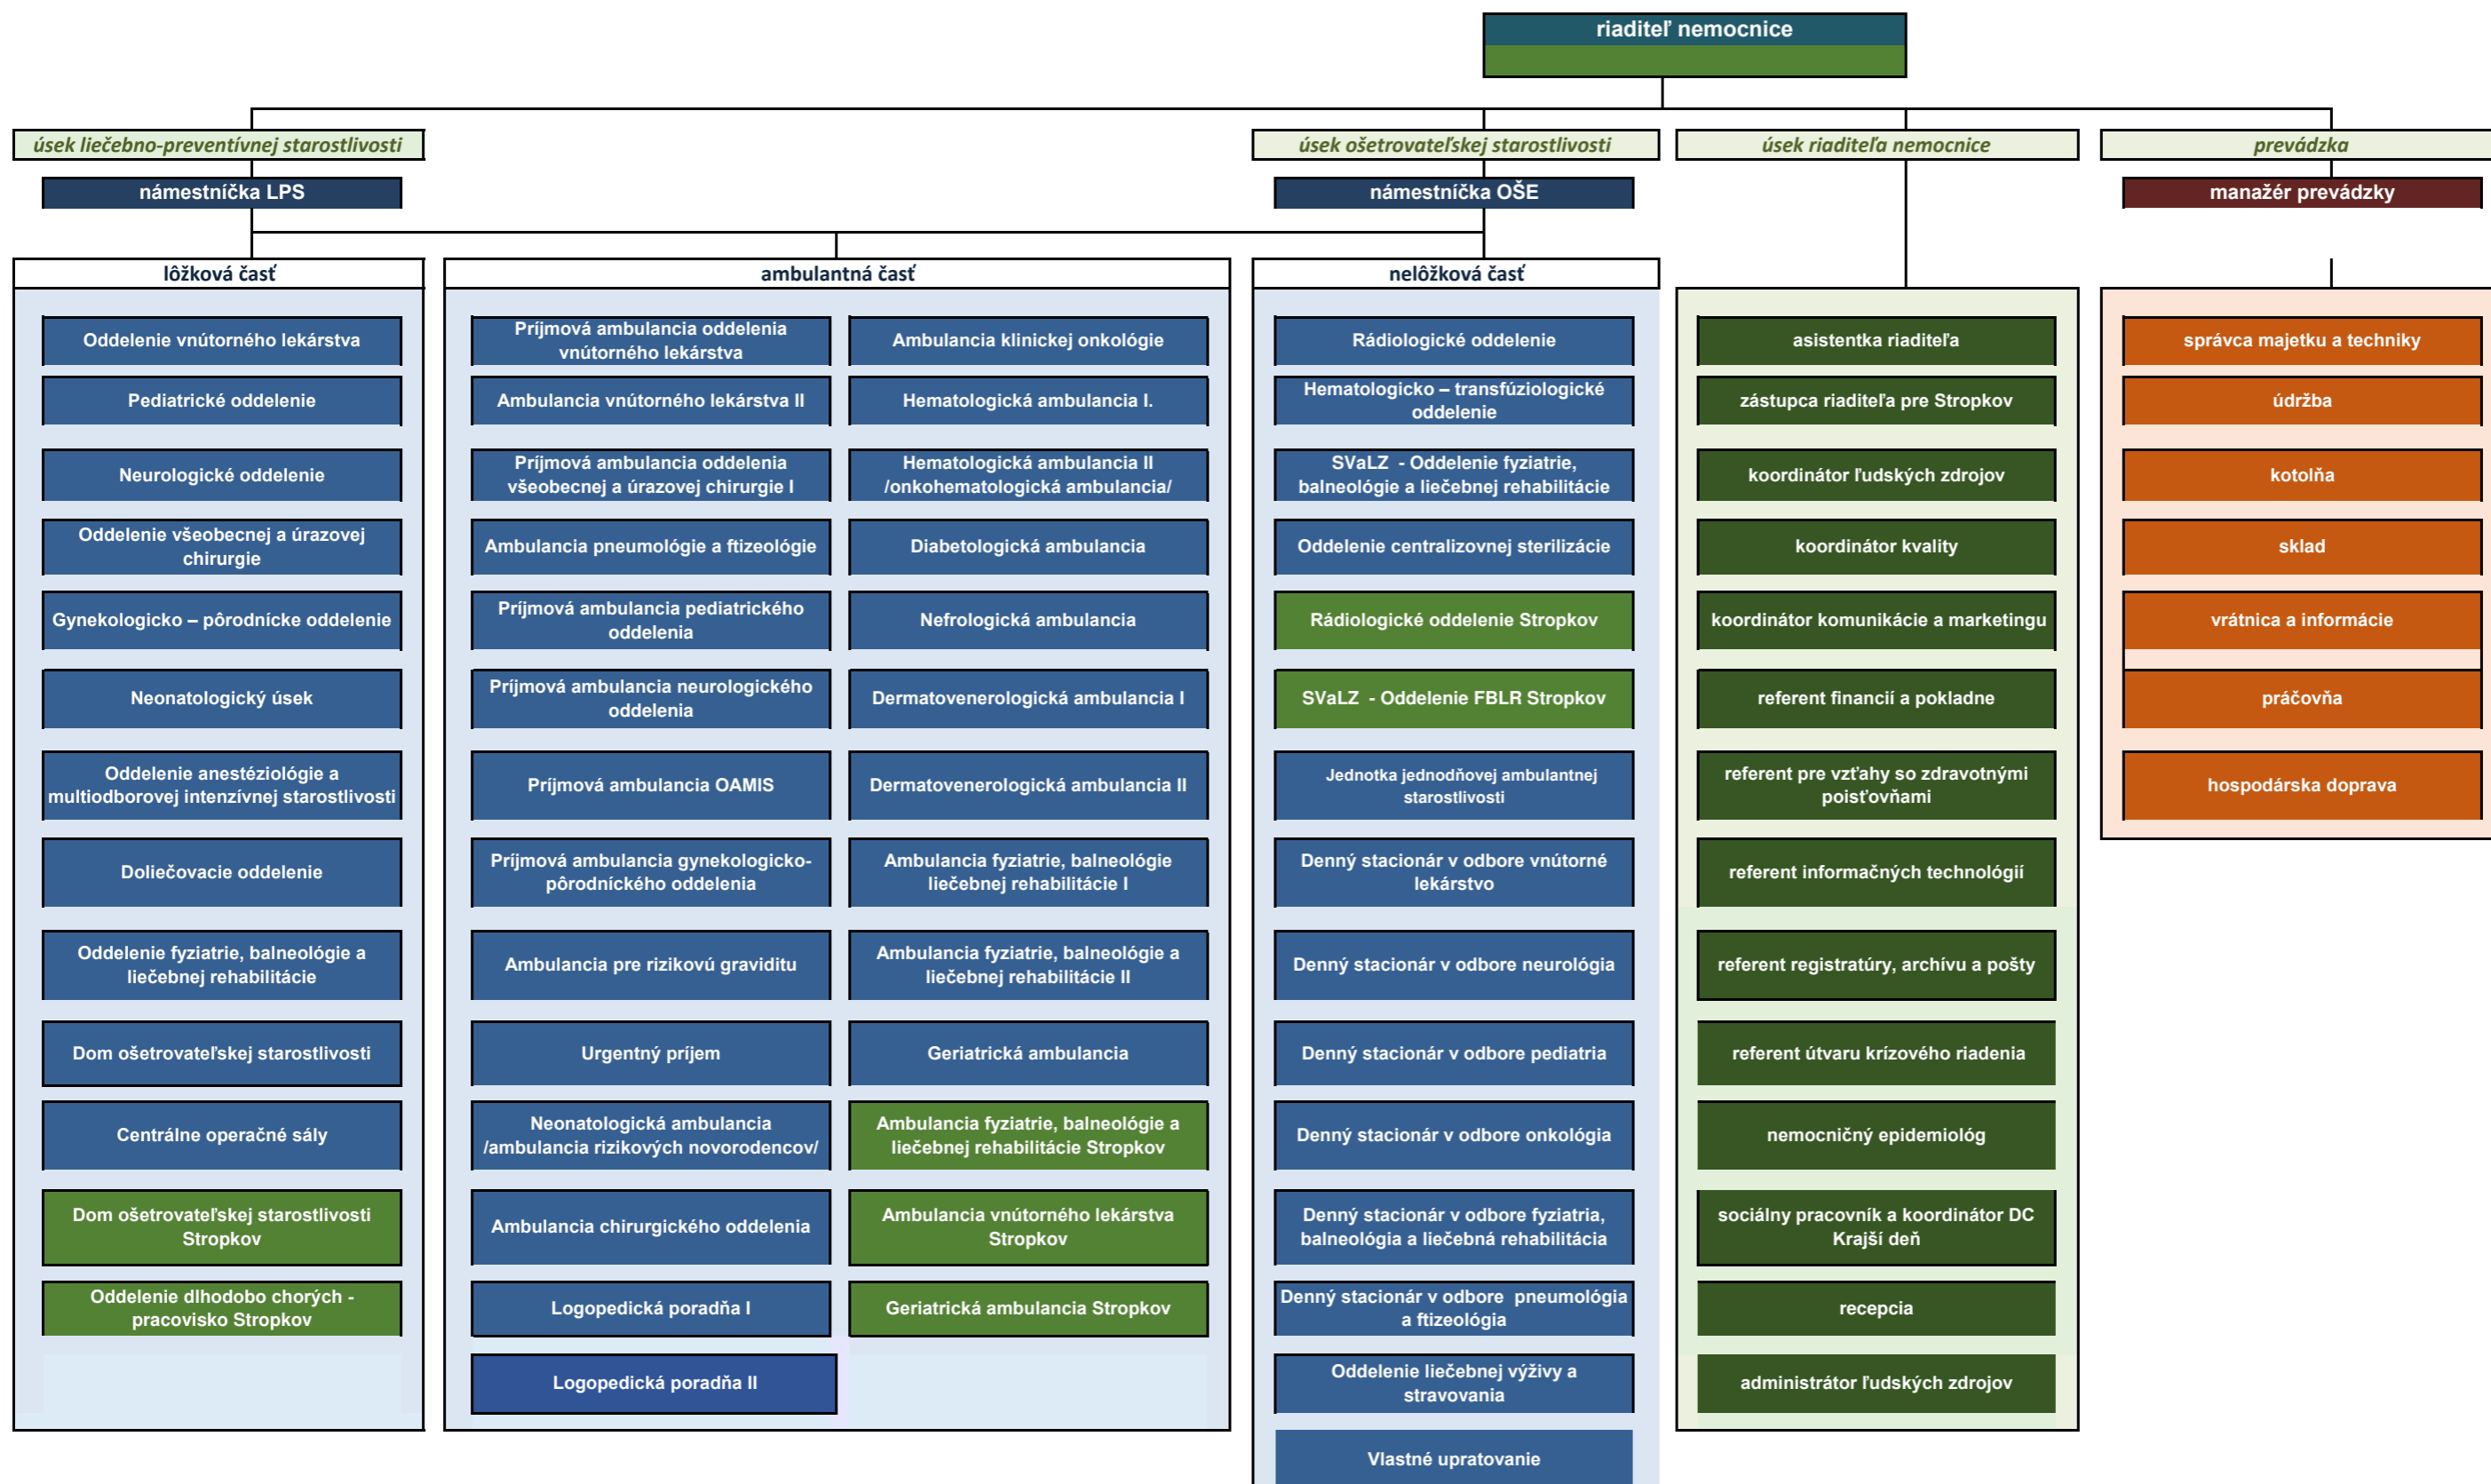 riaditeľ nemocnice
úsek liečebno-preventívnej starostlivosti
úsek ošetrovateľskej starostlivosti
úsek riaditeľa nemocnice
prevádzka
námestníčka LPS
námestníčka OŠE
manažér prevádzky
lôžková časť
ambulantná časť
nelôžková časť
Oddelenie vnútorného lekárstva
Pediatrické oddelenie
Neurologické oddelenie
Oddelenie všeobecnej a úrazovej
chirurgie
Gynekologicko – pôrodnícke oddelenie
Neonatologický úsek
Oddelenie anestéziológie a
multiodborovej intenzívnej starostlivosti
Doliečovacie oddelenie
Oddelenie fyziatrie, balneológie a
liečebnej rehabilitácie
Dom ošetrovateľskej starostlivosti
Centrálne operačné sály
Dom ošetrovateľskej starostlivosti
Stropkov
Oddelenie dlhodobo chorých -
pracovisko Stropkov
Príjmová ambulancia oddelenia
vnútorného lekárstva
Ambulancia vnútorného lekárstva II
Príjmová ambulancia oddelenia
všeobecnej a úrazovej chirurgie I
Ambulancia pneumológie a ftizeológie
Príjmová ambulancia pediatrického
oddelenia
Príjmová ambulancia neurologického
oddelenia
Príjmová ambulancia OAMIS
Príjmová ambulancia gynekologicko-
pôrodníckého oddelenia
Ambulancia pre rizikovú graviditu
Urgentný príjem
Neonatologická ambulancia
/ambulancia rizikových novorodencov/
Ambulancia chirurgického oddelenia
Logopedická poradňa I
Logopedická poradňa II
Ambulancia klinickej onkológie
Hematologická ambulancia I.
Hematologická ambulancia II
/onkohematologická ambulancia/
Diabetologická ambulancia
Nefrologická ambulancia
Dermatovenerologická ambulancia I
Dermatovenerologická ambulancia II
Ambulancia fyziatrie, balneológie
liečebnej rehabilitácie I
Ambulancia fyziatrie, balneológie a
liečebnej rehabilitácie II
Geriatrická ambulancia
Ambulancia fyziatrie, balneológie a
liečebnej rehabilitácie Stropkov
Ambulancia vnútorného lekárstva
Stropkov
Geriatrická ambulancia Stropkov
Rádiologické oddelenie
Hematologicko – transfúziologické
oddelenie
SVaLZ - Oddelenie fyziatrie,
balneológie a liečebnej rehabilitácie
Oddelenie centralizovnej sterilizácie
Rádiologické oddelenie Stropkov
SVaLZ - Oddelenie FBLR Stropkov
Jednotka jednodňovej ambulantnej
starostlivosti
Denný stacionár v odbore vnútorné
lekárstvo
Denný stacionár v odbore neurológia
Denný stacionár v odbore pediatria
Denný stacionár v odbore onkológia
Denný stacionár v odbore fyziatria,
balneológia a liečebná rehabilitácia
Denný stacionár v odbore pneumológia
a ftizeológia
Oddelenie liečebnej výživy a
stravovania
Vlastné upratovanie
asistentka riaditeľa
zástupca riaditeľa pre Stropkov
koordinátor ľudských zdrojov
koordinátor kvality
koordinátor komunikácie a marketingu
referent financií a pokladne
referent pre vzťahy so zdravotnými
poisťovňami
referent informačných technológií
referent registratúry, archívu a pošty
referent útvaru krízového riadenia
nemocničný epidemiológ
sociálny pracovník a koordinátor DC
Krajší deň
recepcia
administrátor ľudských zdrojov
správca majetku a techniky
údržba
kotolňa
sklad
vrátnica a informácie
práčovňa
hospodárska doprava